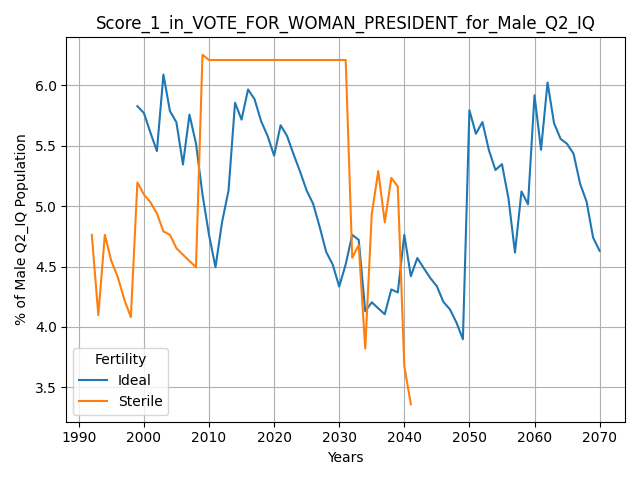 Score_1_in_VOTE_FOR_WOMAN_PRESIDENT_for_Male_Q2_IQ
% of Male Q2_IQ Population
6.0
5.5
5.0
4.5
4.0
3.5
Fertility
Ideal
Sterile
1990 2000 2010 2020 2030 2040 2050 2060 2070
Years